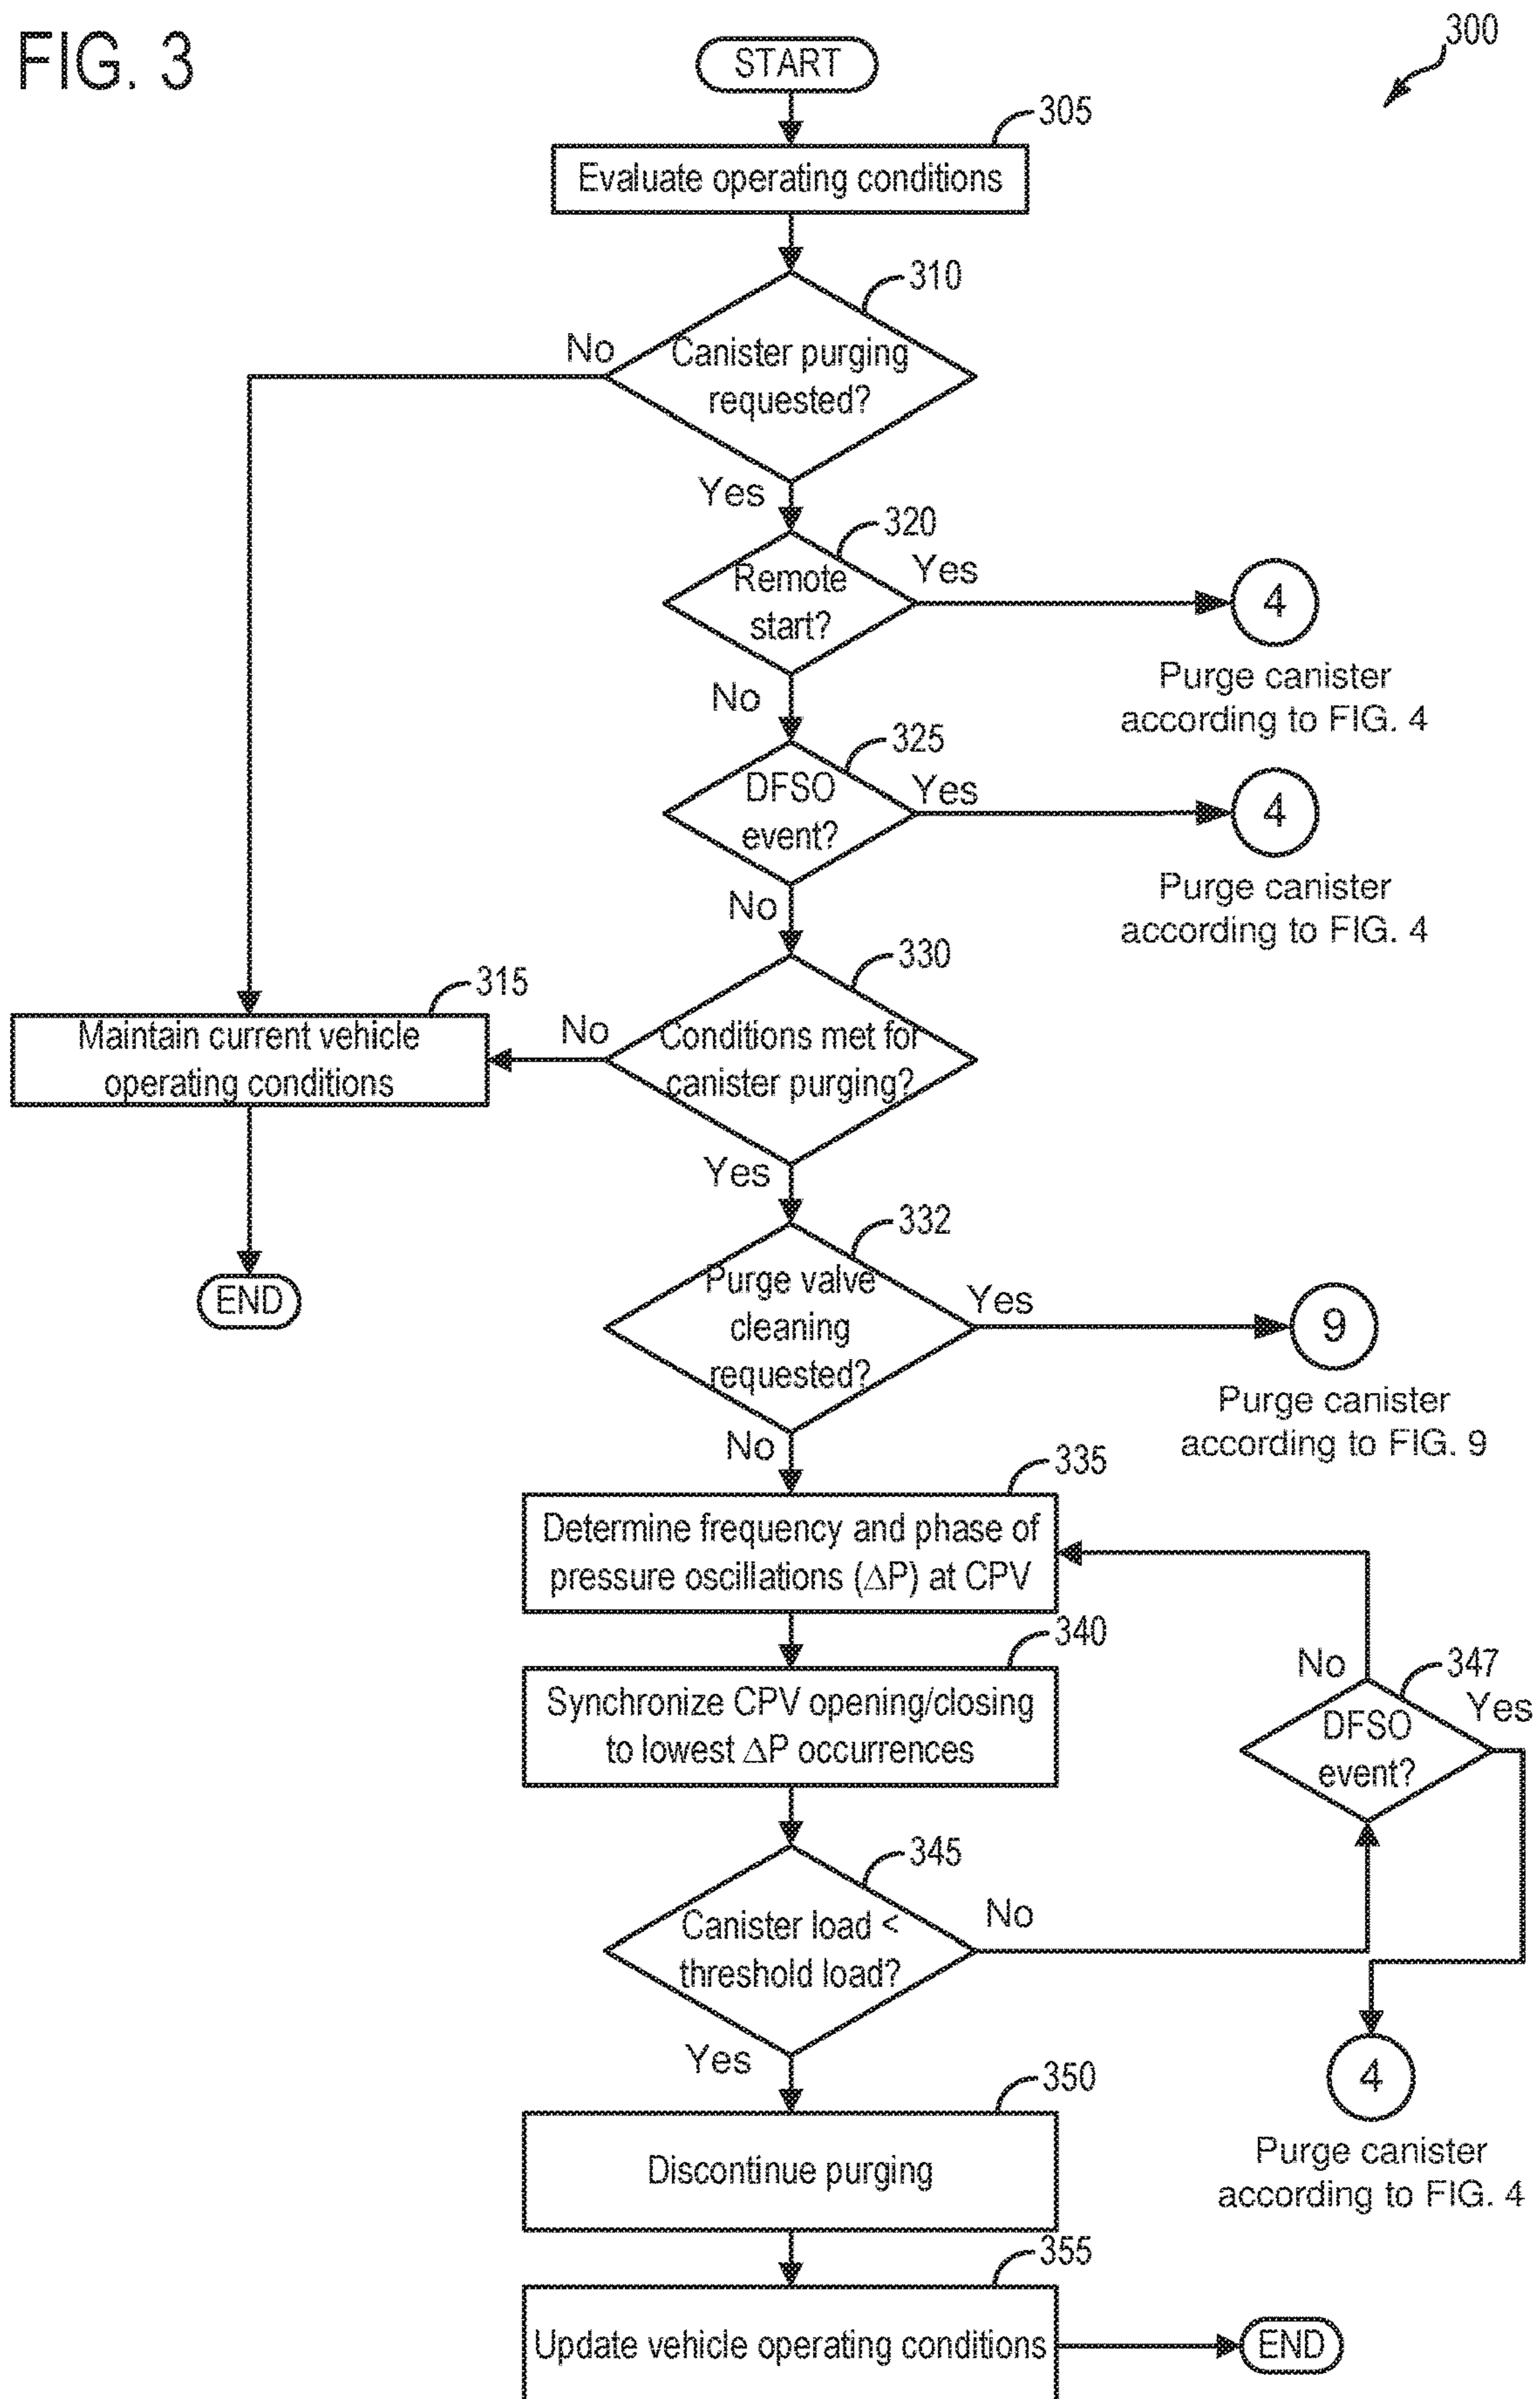 FIG. 3
300
START
305
Evaluate operating conditions
310
No
Canister purging
requested?
Yes
320
Remote
start?
Yes
4
Purge canister
according to FIG. 4
No
325
DFSO
event?
Yes
4
Purge canister
according to FIG. 4
No
330
315
Maintain current vehicle
operating conditions
No
Conditions met for
canister purging?
END
Yes
332
Purge valve
cleaning
requested?
Yes
9
Purge canister
according to FIG. 9
No
335
Determine frequency and phase of
pressure oscillations (ΔP) at CPV
340
Synchronize CPV opening/closing
to lowest ΔP occurrences
No
347
Yes
DFSO
event?
345
Canister load <
threshold load?
No
Yes
4
Purge canister
according to FIG. 4
350
Discontinue purging
355
Update vehicle operating conditions
END